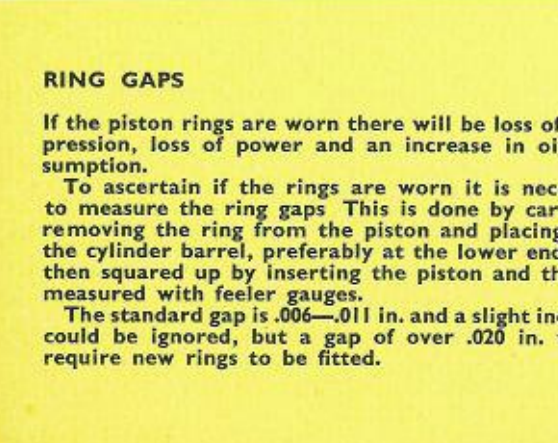 RING GAPS
If the piston rings are worn there will be loss of
pression, loss of power and an increase in oi
sumption.
To ascertain if the rings are worn it is nec
to measure the ring gaps This is done by car
removing the ring from the piston and placing
the cylinder barrel, preferably at the lower end
then squared up by inserting the piston and th
measured with feeler gauges.
The standard gap is .006—.011 in. and a slight in
could be ignored, but a gap of over .020 in.
require new rings to be fitted.